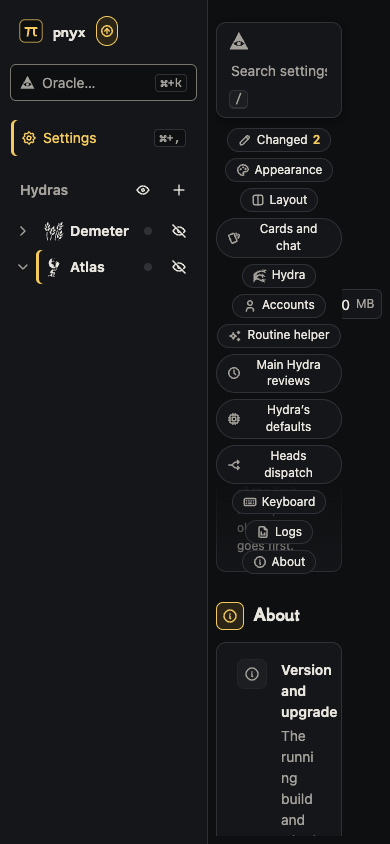 π pnyx
Oracle... ⌘+k
Settings ⌘+,
Hydras
Demeter
Atlas
Search settings
/
Changed 2
Appearance
Layout
Cards and
chat
Hydra
Accounts
0 MB
Routine helper
Main Hydra
reviews
Hydra's
defaults
Heads
dispatch
Keyboard
Logs
goes first.
About
About
Version
and
upgrade
The
runni
ng
build
and